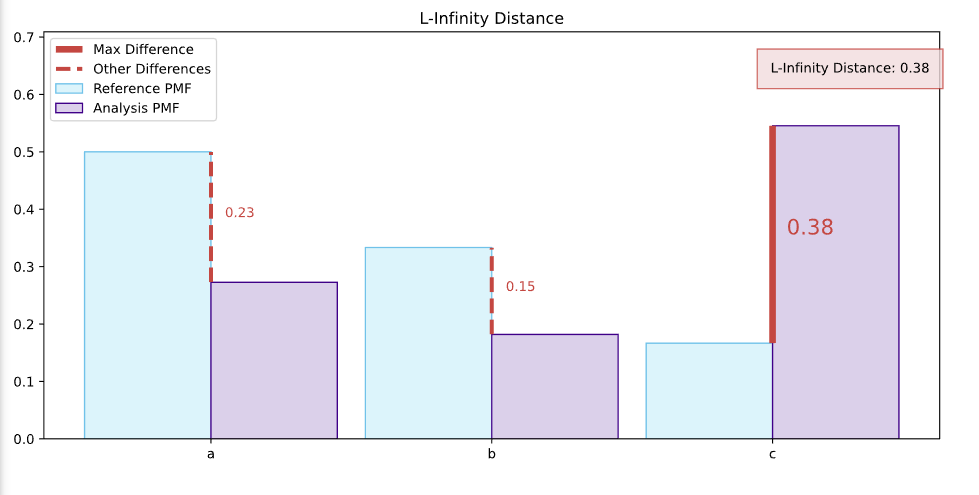 L-Infinity Distance
Max Difference
Other Differences
Reference PMF
Analysis PMF
L-Infinity Distance: 0.38
0.7
0.6
0.5
0.4
0.3
0.2
0.1
0.0
0.23
0.15
0.38
a
b
c